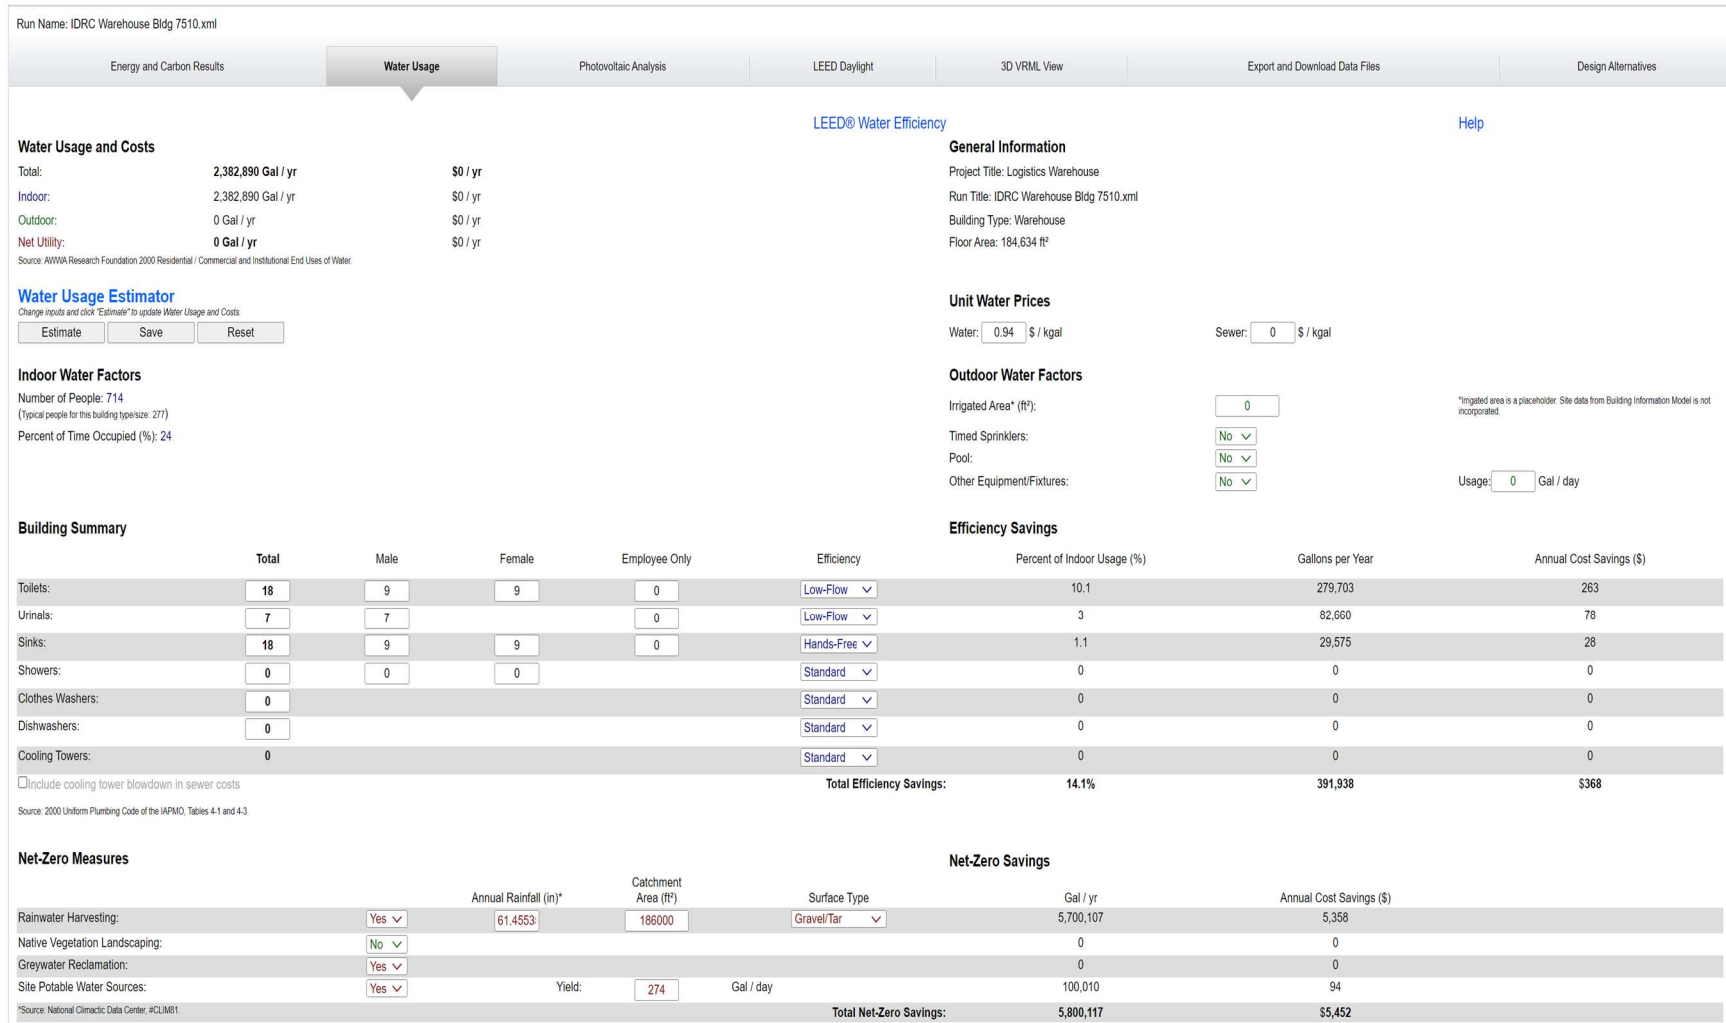 Run Name: IDRC Warehouse Bldg 7510.xml
Energy and Carbon Results Water Usage Photovoltaic Analysis LEED Daylight 3D VRML View Export and Download Data Files Design Alternatives
LEED® Water Efficiency Help
Water Usage and Costs General Information
Total: 2,382,890 Gal / yr $0 / yr Project Title: Logistics Warehouse
Indoor: 2,382,890 Gal / yr $0 / yr Run Title: IDRC Warehouse Bldg 7510.xml
Outdoor: 0 Gal / yr $0 / yr Building Type: Warehouse
Net Utility: 0 Gal / yr $0 / yr Floor Area: 184,634 ft²
Source: AWWA Research Foundation 2000 Residential / Commercial and Institutional End Uses of Water.
Water Usage Estimator Unit Water Prices
Change inputs and click "Estimate" to update Water Usage and Costs.
Estimate Save Reset Water: 0.94 $ / kgal Sewer: 0 $ / kgal
Indoor Water Factors Outdoor Water Factors
Number of People: 714 Irrigated Area* (ft²): 0 *Irrigated area is a placeholder. Site data from Building Information Model is not
incorporated.
(Typical people for this building type/size: 277)
Percent of Time Occupied (%): 24 Timed Sprinklers: No
Pool: No
Other Equipment/Fixtures: No Usage: 0 Gal / day
Building Summary Efficiency Savings
Total Male Female Employee Only Efficiency Percent of Indoor Usage (%) Gallons per Year Annual Cost Savings ($)
Toilets: 18 9 9 0 Low-Flow 10.1 279,703 263
Urinals: 7 7 0 Low-Flow 3 82,660 78
Sinks: 18 9 9 0 Hands-Free 1.1 29,575 28
Showers: 0 0 0 Standard 0 0 0
Clothes Washers: 0 Standard 0 0 0
Dishwashers: 0 Standard 0 0 0
Cooling Towers: 0 Standard 0 0 0
Include cooling tower blowdown in sewer costs Total Efficiency Savings: 14.1% 391,938 $368
Source: 2000 Uniform Plumbing Code of the IAPMO, Tables 4-1 and 4-3.
Net-Zero Measures Net-Zero Savings
Annual Rainfall (in)* Catchment Area (ft²) Surface Type Gal / yr Annual Cost Savings ($)
Rainwater Harvesting: Yes 61.4553 186000 Gravel/Tar 5,700,107 5,358
Native Vegetation Landscaping: No 0 0
Greywater Reclamation: Yes 0 0
Site Potable Water Sources: Yes Yield: 274 Gal / day 100,010 94
*Source: National Climactic Data Center, #CLIM81. Total Net-Zero Savings: 5,800,117 $5,452